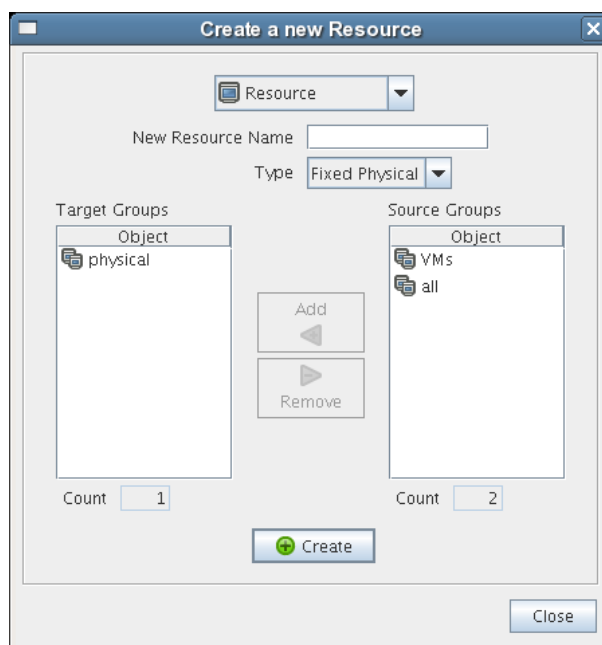 Create a new Resource
Resource
New Resource Name
Type Fixed Physical
Target Groups
Object
physical
Count 1
Add
Remove
Source Groups
Object
VMs
all
Count 2
Create
Close